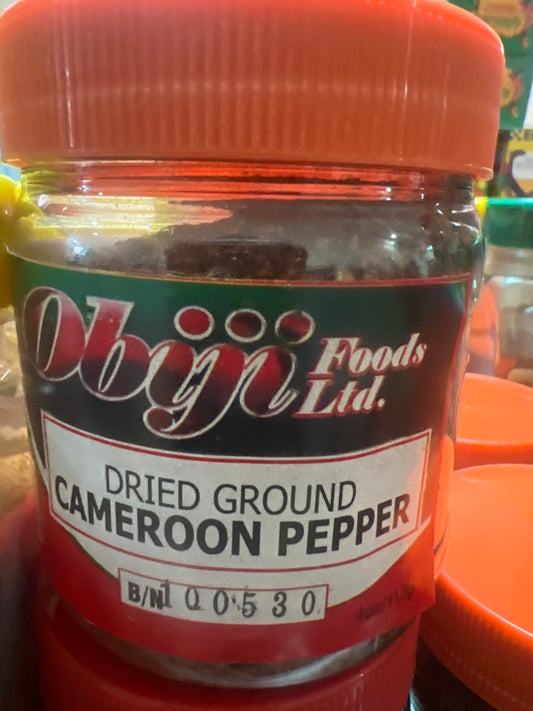 Obiji
Foods
Ltd.
DRIED GROUND
CAMEROON PEPPER
B/N 100530